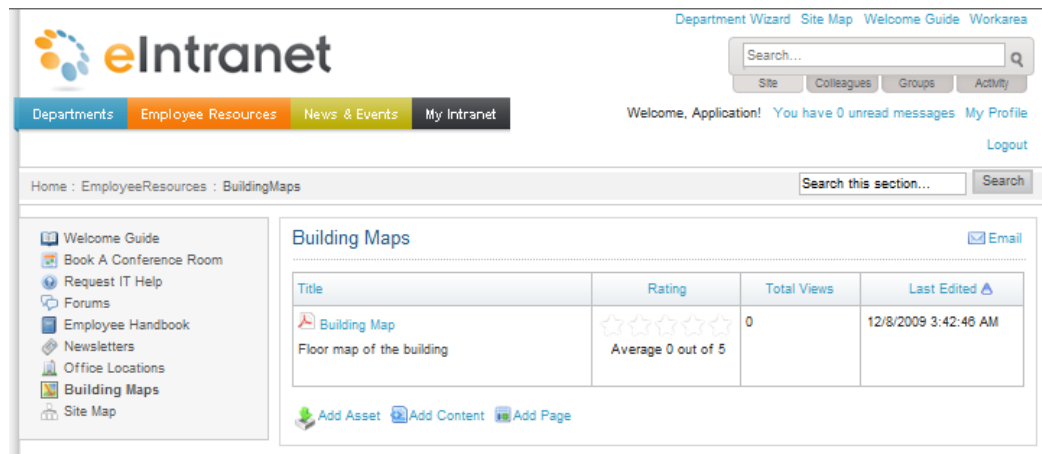 Department Wizard Site Map Welcome Guide Workarea
eIntranet
Search...
Site Colleagues Groups Activity
Departments Employee Resources News & Events My Intranet
Welcome, Application! You have 0 unread messages My Profile
Logout
Home : EmployeeResources : BuildingMaps
Search this section... Search
Welcome Guide
Book A Conference Room
Request IT Help
Forums
Employee Handbook
Newsletters
Office Locations
Building Maps
Site Map
Building Maps Email
Title Rating Total Views Last Edited
Building Map 0 12/8/2009 3:42:46 AM
Floor map of the building Average 0 out of 5
Add Asset Add Content Add Page